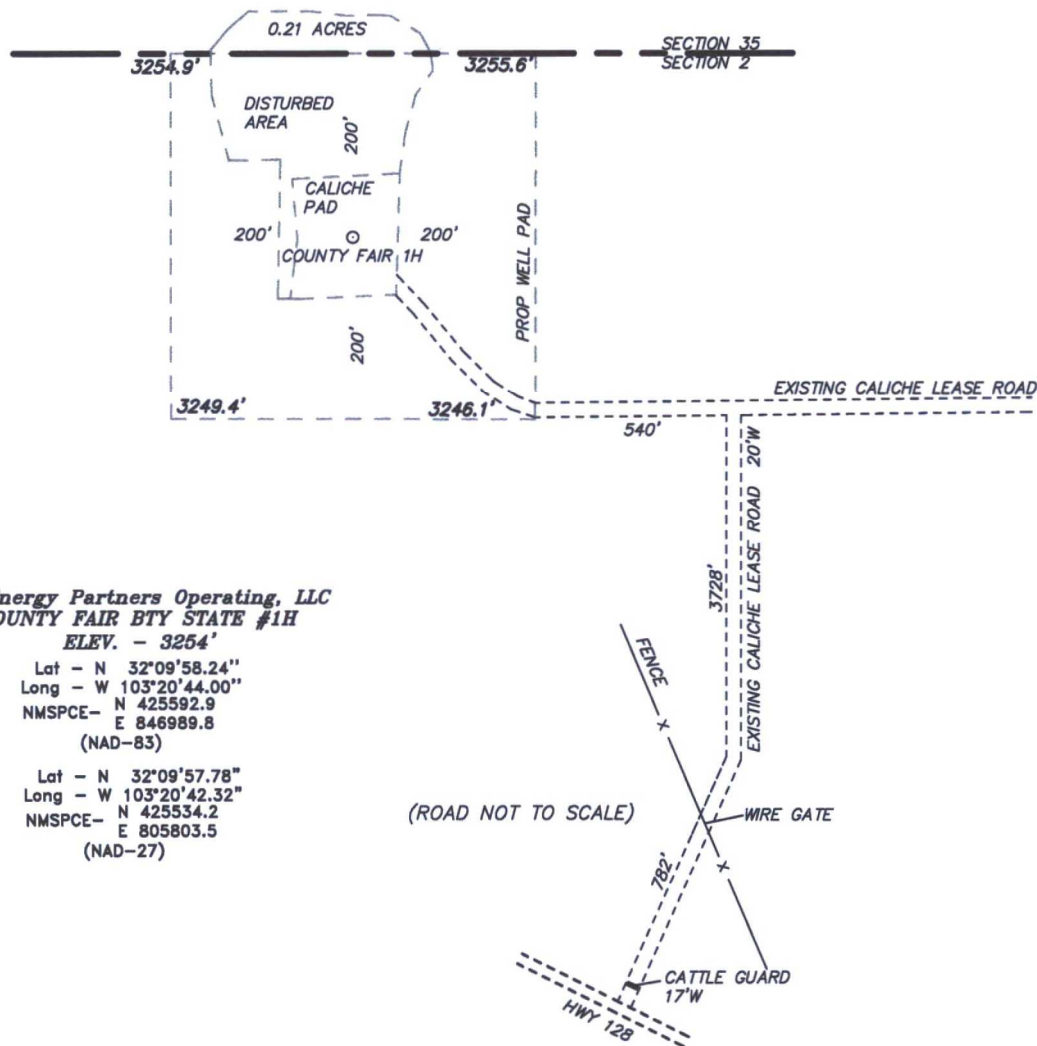 0.21 ACRES
SECTION 35
SECTION 2
3254.9'
3255.6'
DISTURBED
AREA
200'
CALICHE
PAD
200'
200'
COUNTY FAIR 1H
PROP WELL PAD
200'
3249.4'
3246.1'
EXISTING CALICHE LEASE ROAD
540'
EXISTING CALICHE LEASE ROAD 20'W
3728'
nergy Partners Operating, LLC
OUNTY FAIR BTY STATE #1H
ELEV. - 3254'
Lat - N 32°09'58.24"
Long - W 103°20'44.00"
NMSPCE- N 425592.9
E 846989.8
(NAD-83)
Lat - N 32°09'57.78"
Long - W 103°20'42.32"
NMSPCE- N 425534.2
E 805803.5
(NAD-27)
FENCE
X
(ROAD NOT TO SCALE)
WIRE GATE
X
782'
CATTLE GUARD
17'W
HWY 128